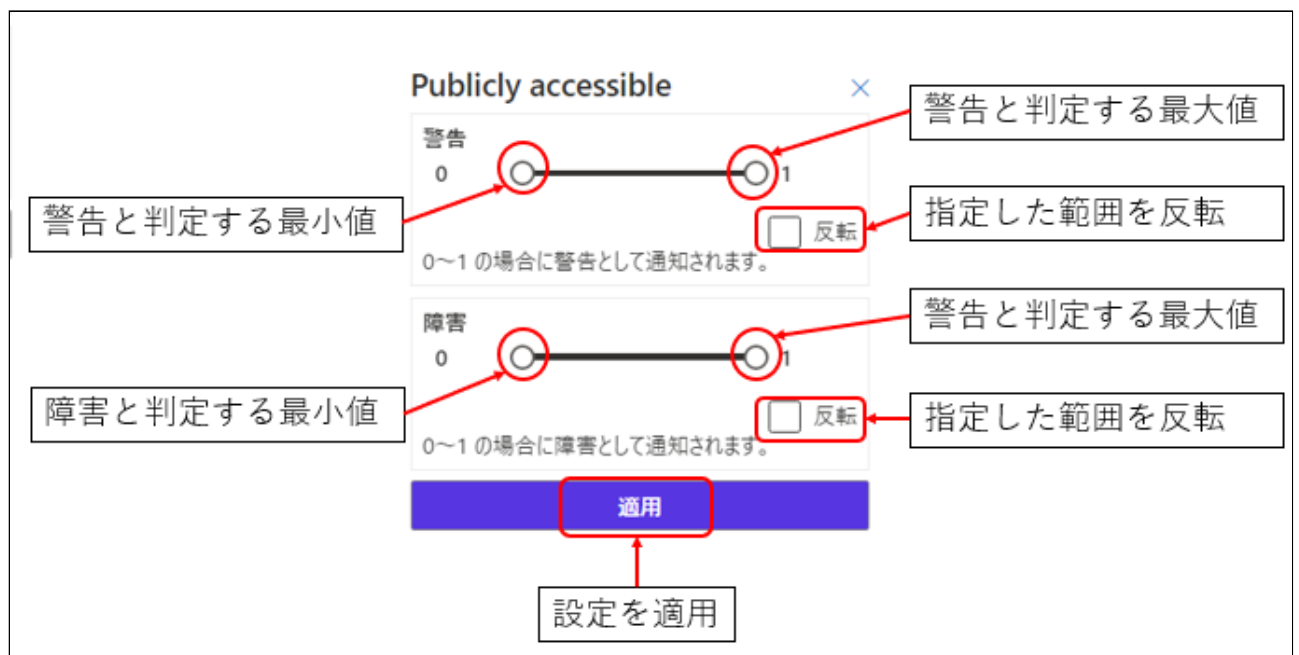 Publicly accessible
警告と判定する最大値
警告
0
1
警告と判定する最小値
指定した範囲を反転
反転
0～1 の場合に警告として通知されます。
障害
警告と判定する最大値
0
1
障害と判定する最小値
反転
指定した範囲を反転
0～1 の場合に障害として通知されます。
適用
設定を適用